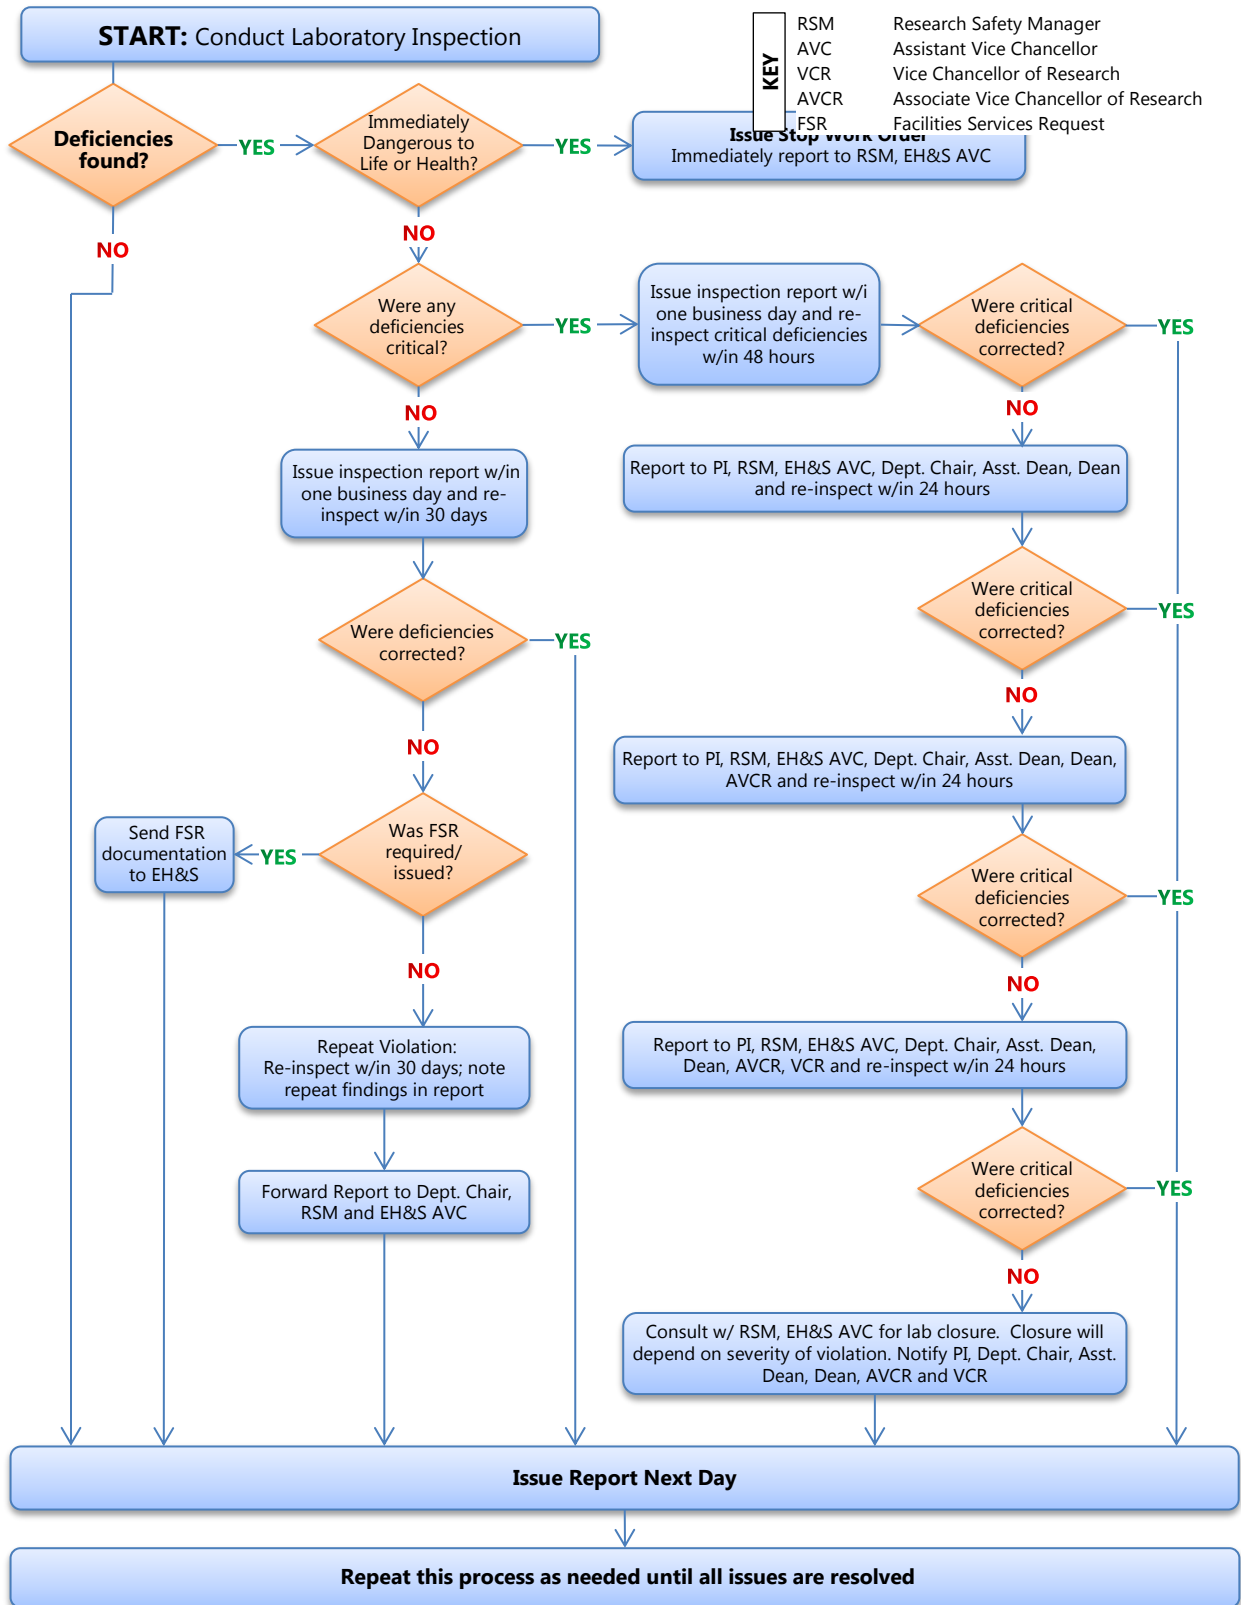 START: Conduct Laboratory Inspection
KEY
RSM Research Safety Manager
AVC Assistant Vice Chancellor
VCR Vice Chancellor of Research
AVCR Associate Vice Chancellor of Research
FSR Facilities Services Request
Deficiencies
found?
YES
Immediately
Dangerous to
Life or Health?
YES
Issue Stop Work Order
Immediately report to RSM, EH&S AVC
NO
NO
Were any
deficiencies
critical?
YES
Issue inspection report w/i
one business day and re-
inspect critical deficiencies
w/in 48 hours
Were critical
deficiencies
corrected?
YES
NO
NO
Issue inspection report w/in
one business day and re-
inspect w/in 30 days
Report to PI, RSM, EH&S AVC, Dept. Chair, Asst. Dean, Dean
and re-inspect w/in 24 hours
Were deficiencies
corrected?
YES
Were critical
deficiencies
corrected?
YES
NO
NO
Report to PI, RSM, EH&S AVC, Dept. Chair, Asst. Dean, Dean,
AVCR and re-inspect w/in 24 hours
Send FSR
documentation
to EH&S
YES
Was FSR
required/
issued?
Were critical
deficiencies
corrected?
YES
NO
NO
Repeat Violation:
Re-inspect w/in 30 days; note
repeat findings in report
Report to PI, RSM, EH&S AVC, Dept. Chair, Asst. Dean,
Dean, AVCR, VCR and re-inspect w/in 24 hours
Forward Report to Dept. Chair,
RSM and EH&S AVC
Were critical
deficiencies
corrected?
YES
NO
Consult w/ RSM, EH&S AVC for lab closure.  Closure will
depend on severity of violation. Notify PI, Dept. Chair, Asst.
Dean, Dean, AVCR and VCR
Issue Report Next Day
Repeat this process as needed until all issues are resolved